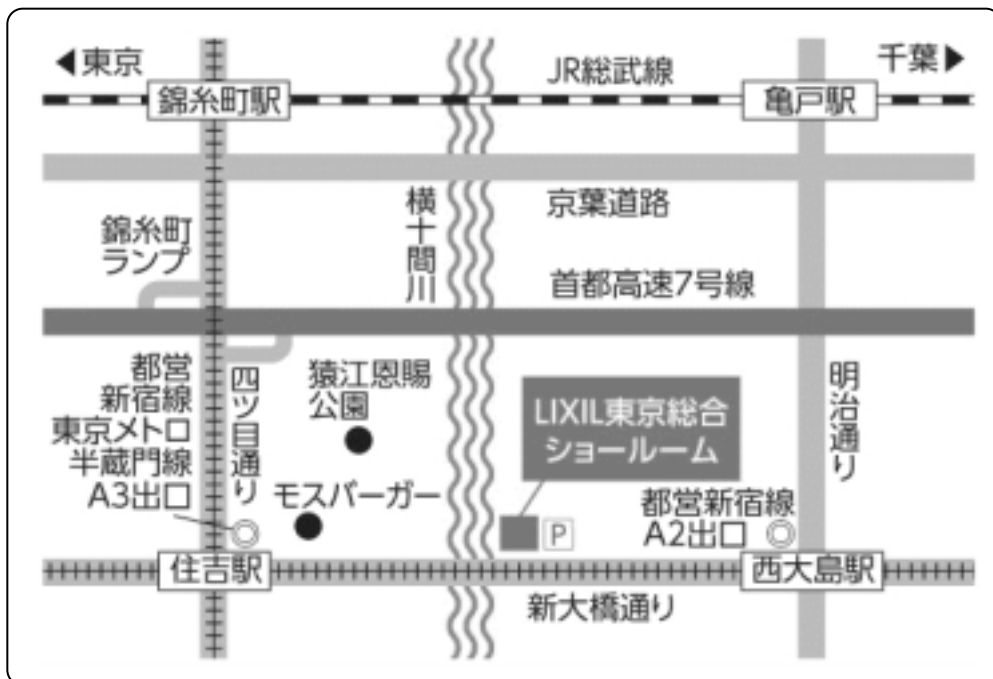 ◀東京
千葉▶
JR総武線
錦糸町駅
亀戸駅
京葉道路
横十間川
錦糸町
ランプ
首都高速7号線
都営
新宿線
東京メトロ
半蔵門線
A3出口
四ツ目通り
猿江恩賜
公園
モスバーガー
LIXIL東京総合
ショールーム
明治通り
都営新宿線
A2出口
P
住吉駅
西大島駅
新大橋通り